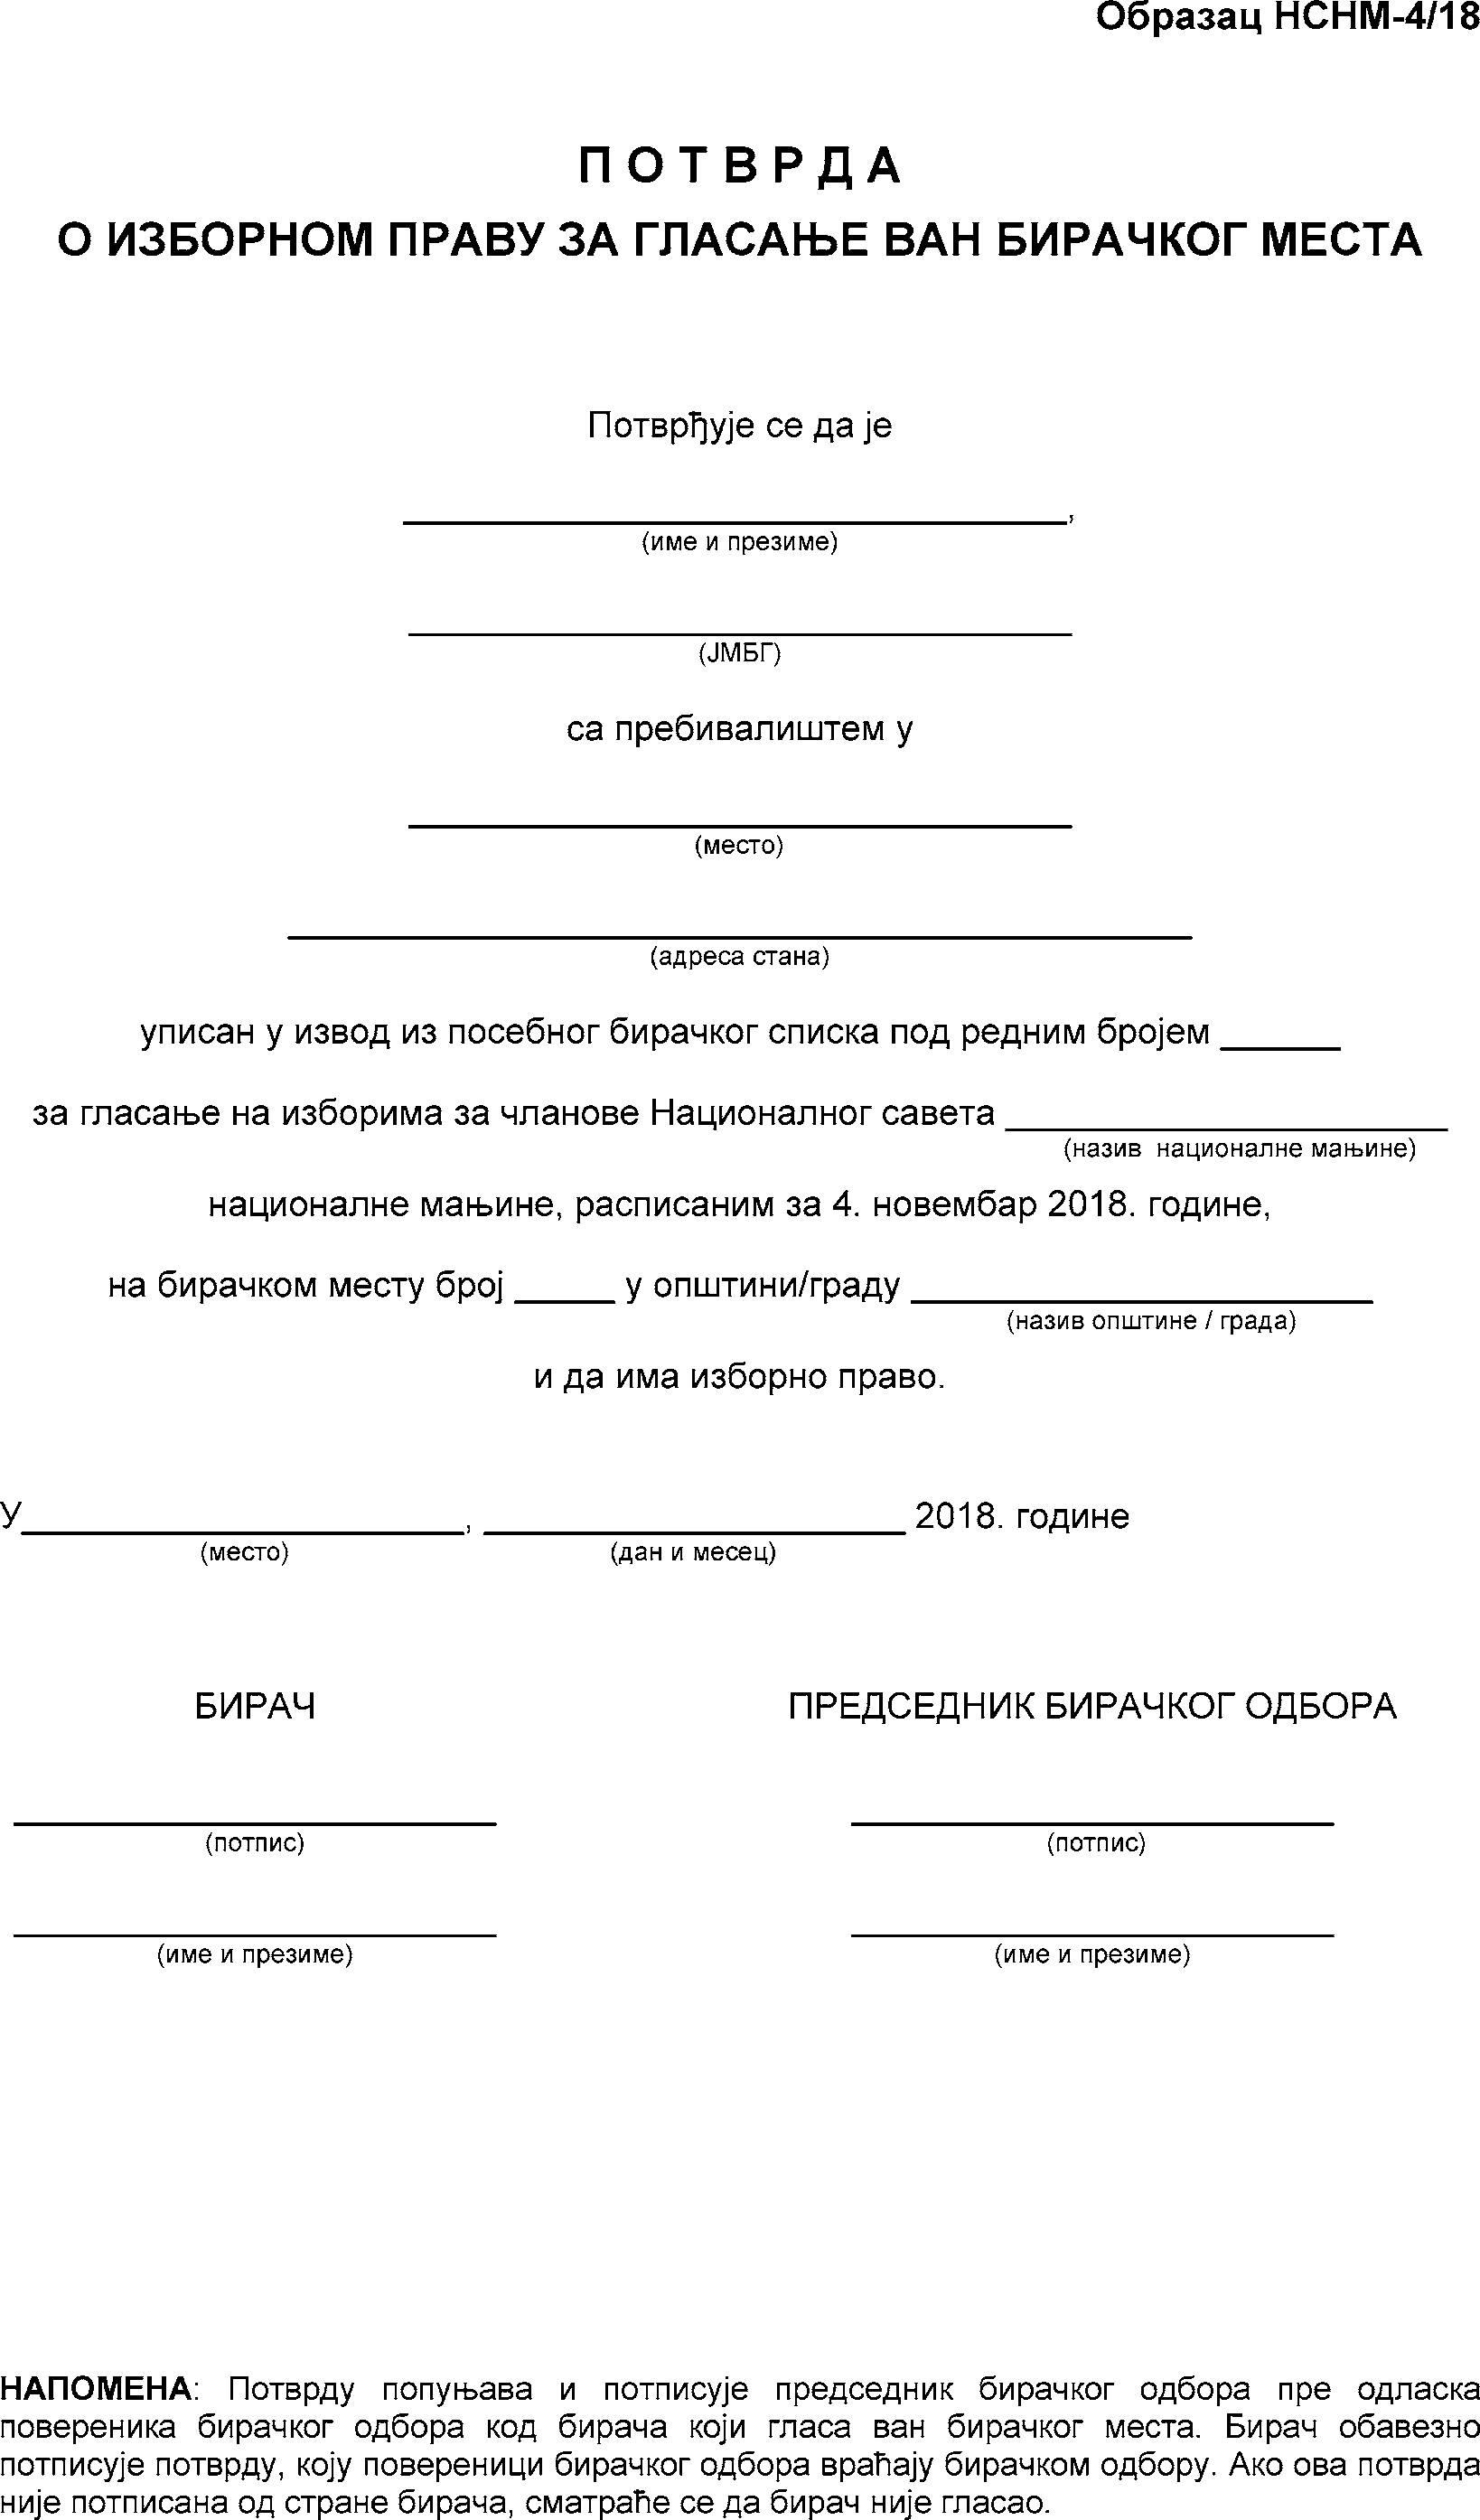 Образац НСНМ-4/18
П О Т В Р Д А
О ИЗБОРНОМ ПРАВУ ЗА ГЛАСАЊЕ ВАН БИРАЧКОГ МЕСТА
Потврђује се да је
,
(име и презиме)
(ЈМБГ)
са пребивалиштем у
(место)
(адреса стана)
уписан у извод из посебног бирачког списка под редним бројем ______
за гласање на изборима за чланове Националног савета ______
(назив националне мањине)
националне мањине, расписаним за 4. новембар 2018. године,
на бирачком месту број _____ у општини/граду ______
(назив општине / града)
и да има изборно право.
У______, ______ 2018. године
(место) (дан и месец)
БИРАЧ ПРЕДСЕДНИК БИРАЧКОГ ОДБОРА
(потпис) (потпис)
(име и презиме) (име и презиме)
НАПОМЕНА: Потврду попуњава и потписује председник бирачког одбора пре одласка
повереника бирачког одбора код бирача који гласа ван бирачког места. Бирач обавезно
потписује потврду, коју повереници бирачког одбора враћају бирачком одбору. Ако ова потврда
није потписана од стране бирача, сматраће се да бирач није гласао.